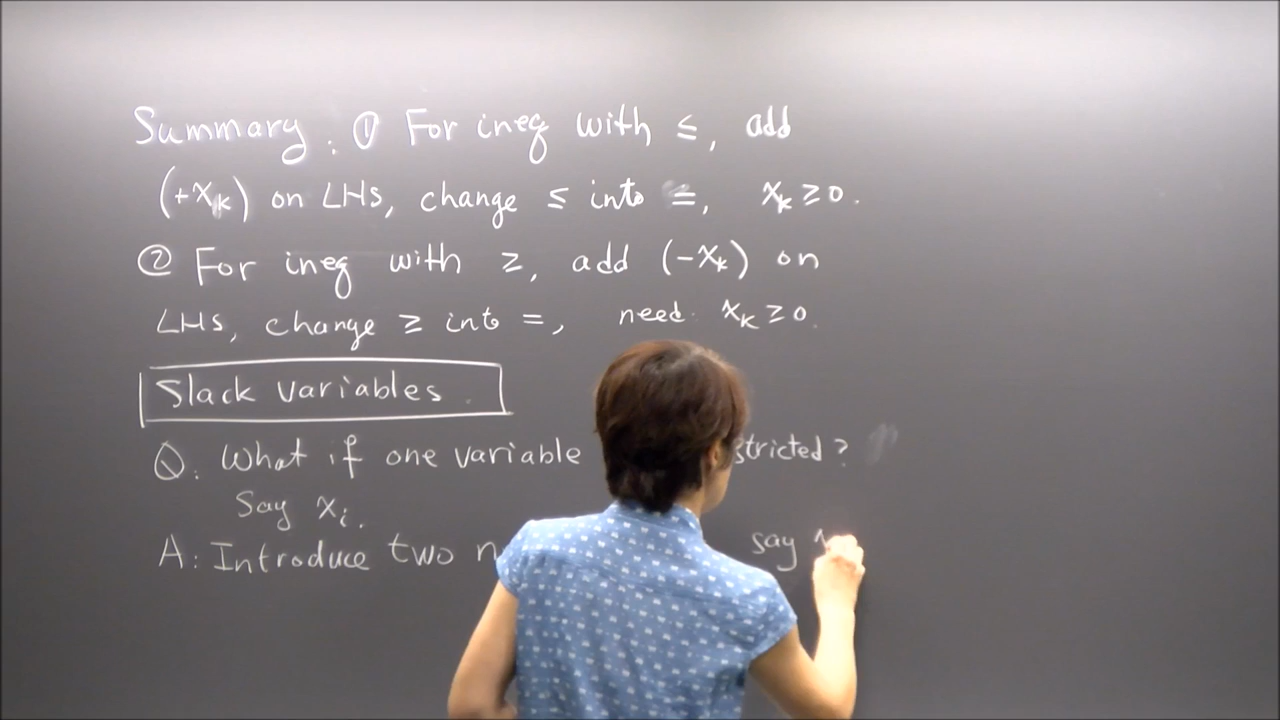 Summary: ① For ineq with ≤, add
(+xₖ) on LHS, change ≤ into =, xₖ ≥ 0.
② For ineq with ≥, add (-xₖ) on
LHS, change ≥ into =, need xₖ ≥ 0.
Slack variables
Q: What if one variable
Say xᵢ.
A: Introduce two say